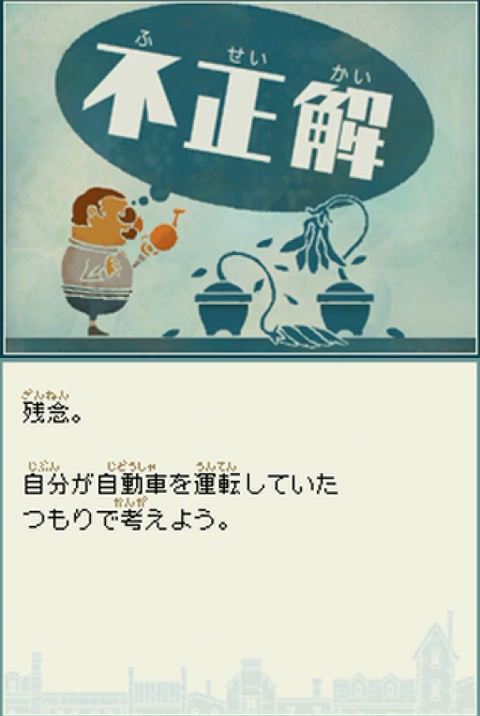 不正解
残念。
自分が自動車を運転していた
つもりで考えよう。